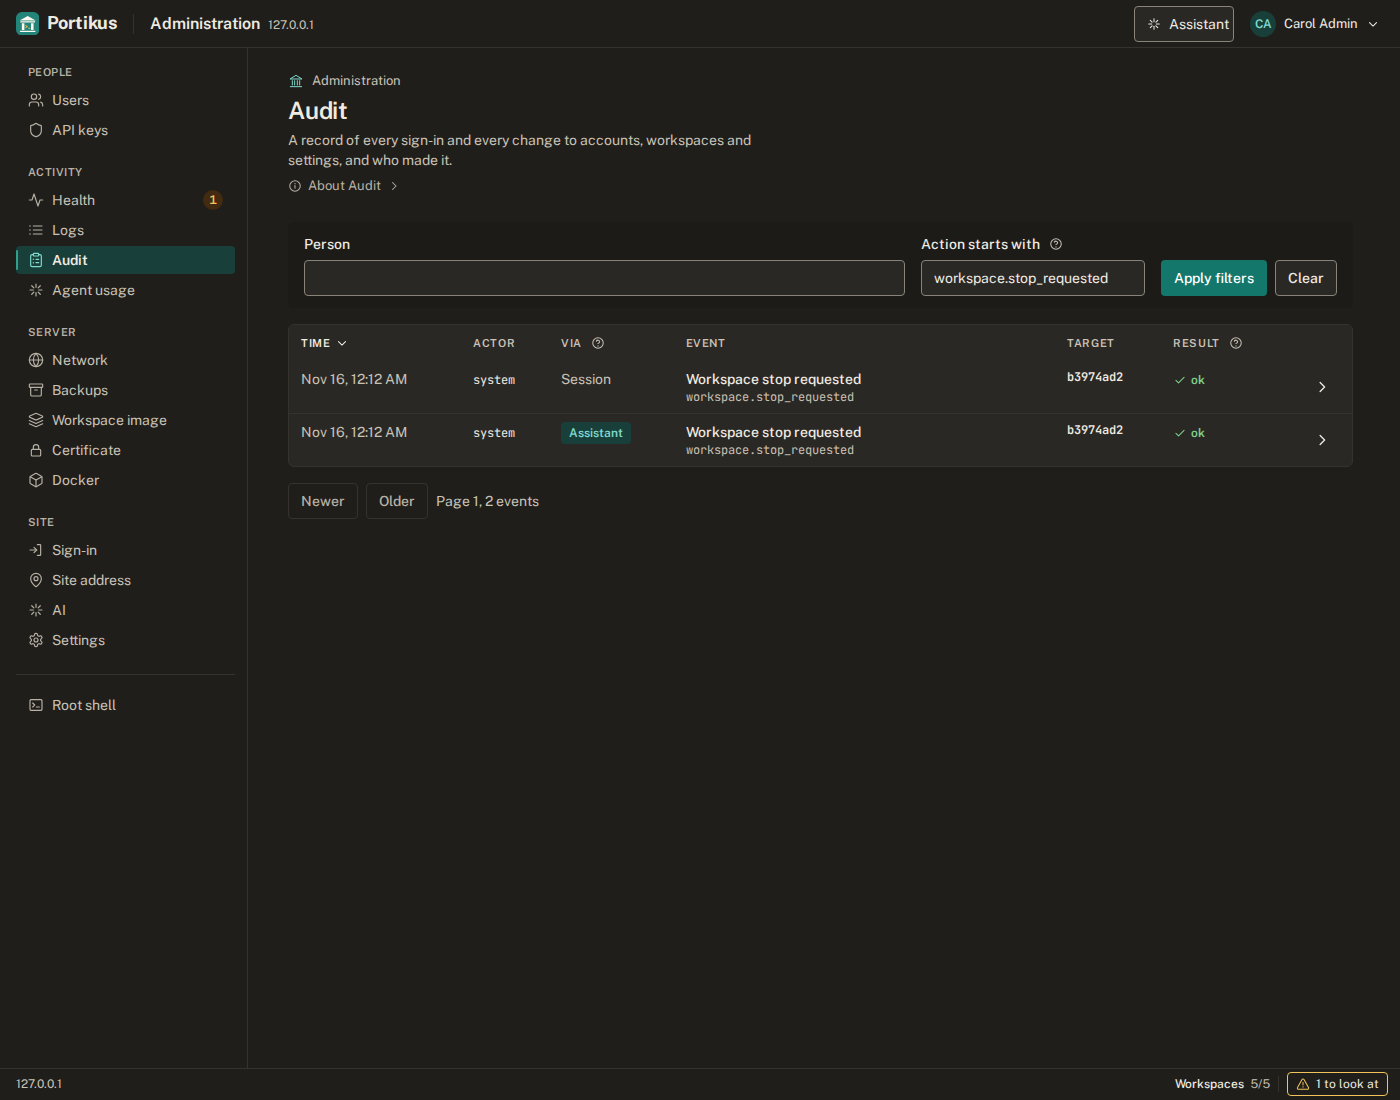 Portikus
Administration 127.0.0.1
Assistant
CA Carol Admin
PEOPLE
Users
API keys
ACTIVITY
Health 1
Logs
Audit
Agent usage
SERVER
Network
Backups
Workspace image
Certificate
Docker
SITE
Sign-in
Site address
AI
Settings
Root shell
Administration
Audit
A record of every sign-in and every change to accounts, workspaces and
settings, and who made it.
About Audit
Person
Action starts with
workspace.stop_requested
Apply filters
Clear
TIME ACTOR VIA EVENT TARGET RESULT
Nov 16, 12:12 AM system Session Workspace stop requested b3974ad2 ok
workspace.stop_requested
Nov 16, 12:12 AM system Assistant Workspace stop requested b3974ad2 ok
workspace.stop_requested
Newer Older Page 1, 2 events
127.0.0.1
Workspaces 5/5
1 to look at